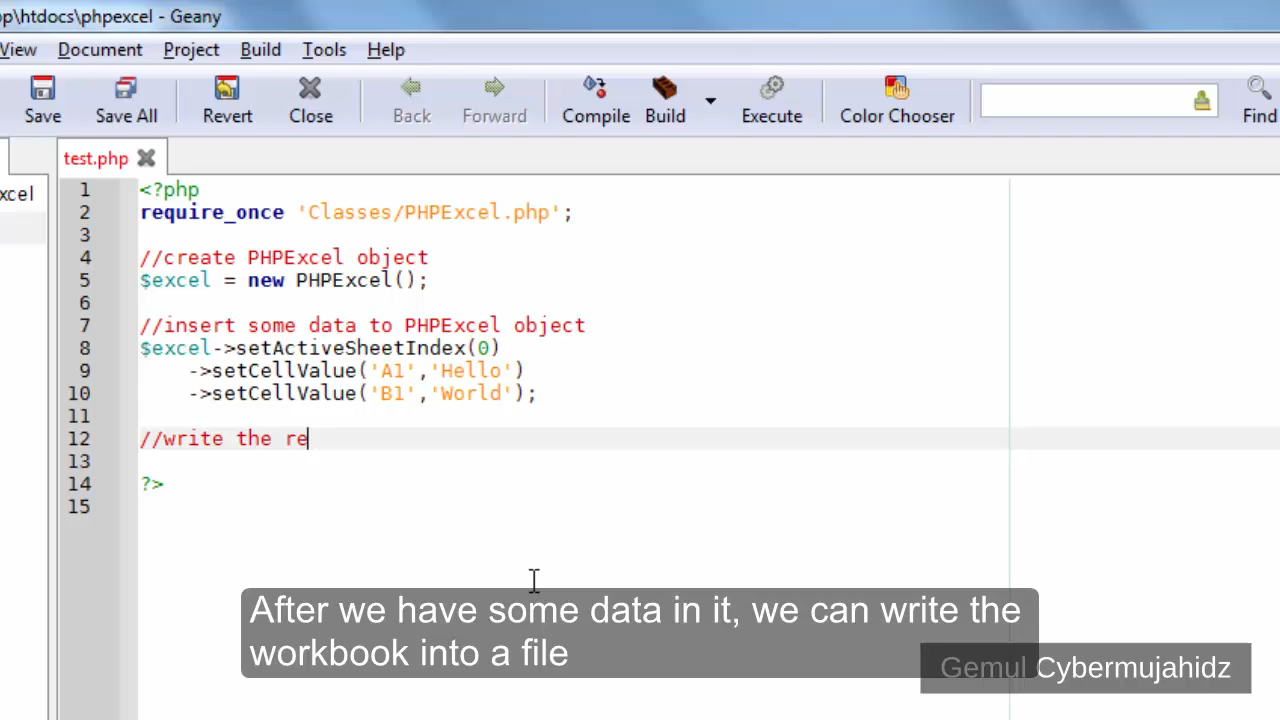 p\htdocs\phpexcel - Geany
View Document Project Build Tools Help
Save Save All Revert Close Back Forward Compile Build Execute Color Chooser Find
test.php
xcel
1 <?php
2 require_once 'Classes/PHPExcel.php';
3
4 //create PHPExcel object
5 $excel = new PHPExcel();
6
7 //insert some data to PHPExcel object
8 $excel->setActiveSheetIndex(0)
9 ->setCellValue('A1','Hello')
10 ->setCellValue('B1','World');
11
12 //write the re
13
14 ?>
15
After we have some data in it, we can write the
workbook into a file
Gemul Cybermujahidz